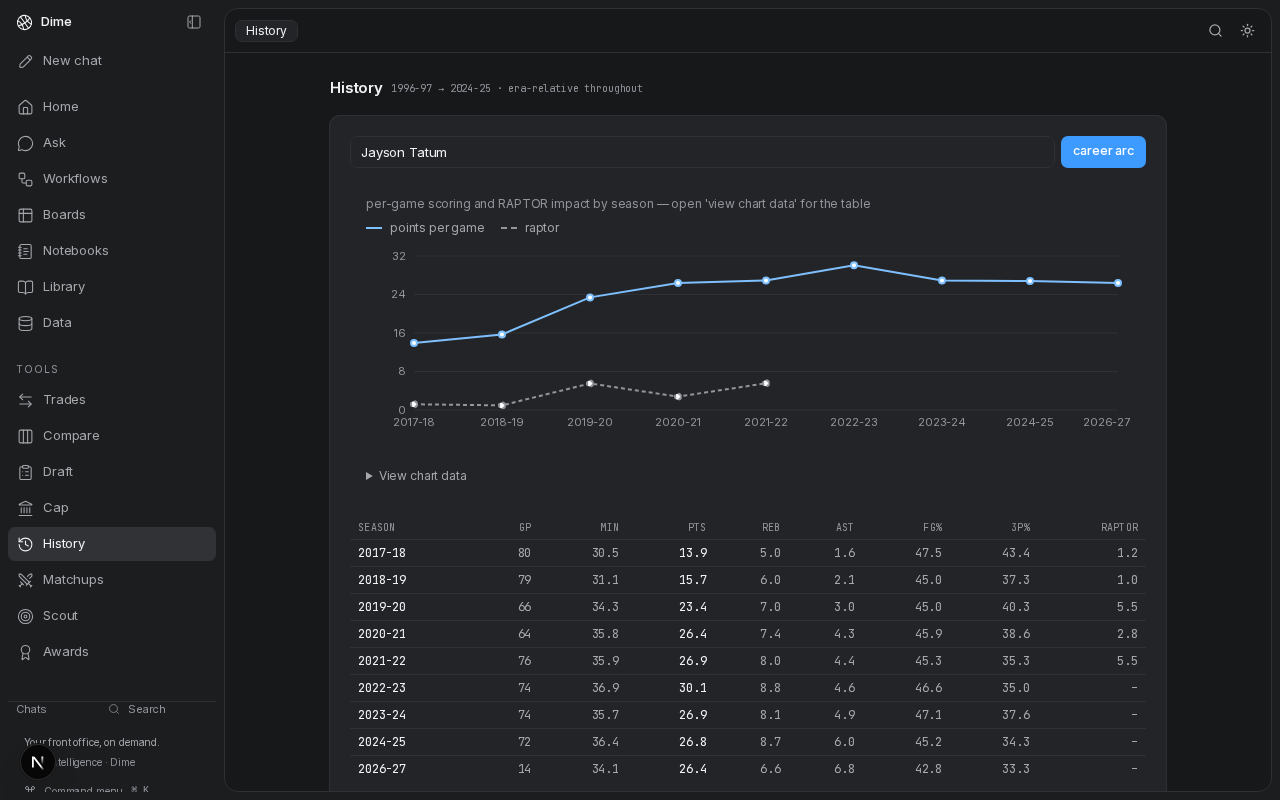 Dime
New chat
Home
Ask
Workflows
Boards
Notebooks
Library
Data
TOOLS
Trades
Compare
Draft
Cap
History
Matchups
Scout
Awards
Chats
Search
Your front office, on demand.
N
telligence · Dime
⌘ Command menu ⌘ K
History
History 1996-97 → 2024-25 · era-relative throughout
Jayson Tatum
career arc
per-game scoring and RAPTOR impact by season — open 'view chart data' for the table
points per game
raptor
32
24
16
8
0
2017-18 2018-19 2019-20 2020-21 2021-22 2022-23 2023-24 2024-25 2026-27
▶ View chart data
SEASON GP MIN PTS REB AST FG% 3P% RAPTOR
2017-18 80 30.5 13.9 5.0 1.6 47.5 43.4 1.2
2018-19 79 31.1 15.7 6.0 2.1 45.0 37.3 1.0
2019-20 66 34.3 23.4 7.0 3.0 45.0 40.3 5.5
2020-21 64 35.8 26.4 7.4 4.3 45.9 38.6 2.8
2021-22 76 35.9 26.9 8.0 4.4 45.3 35.3 5.5
2022-23 74 36.9 30.1 8.8 4.6 46.6 35.0 –
2023-24 74 35.7 26.9 8.1 4.9 47.1 37.6 –
2024-25 72 36.4 26.8 8.7 6.0 45.2 34.3 –
2026-27 14 34.1 26.4 6.6 6.8 42.8 33.3 –